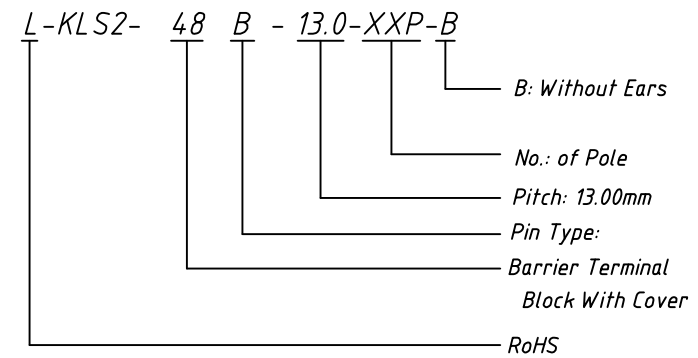 L-KLS2- 48 B - 13.0-XXP-B
B: Without Ears
No.: of Pole
Pitch: 13.00mm
Pin Type:
Barrier Terminal
Block With Cover
RoHS